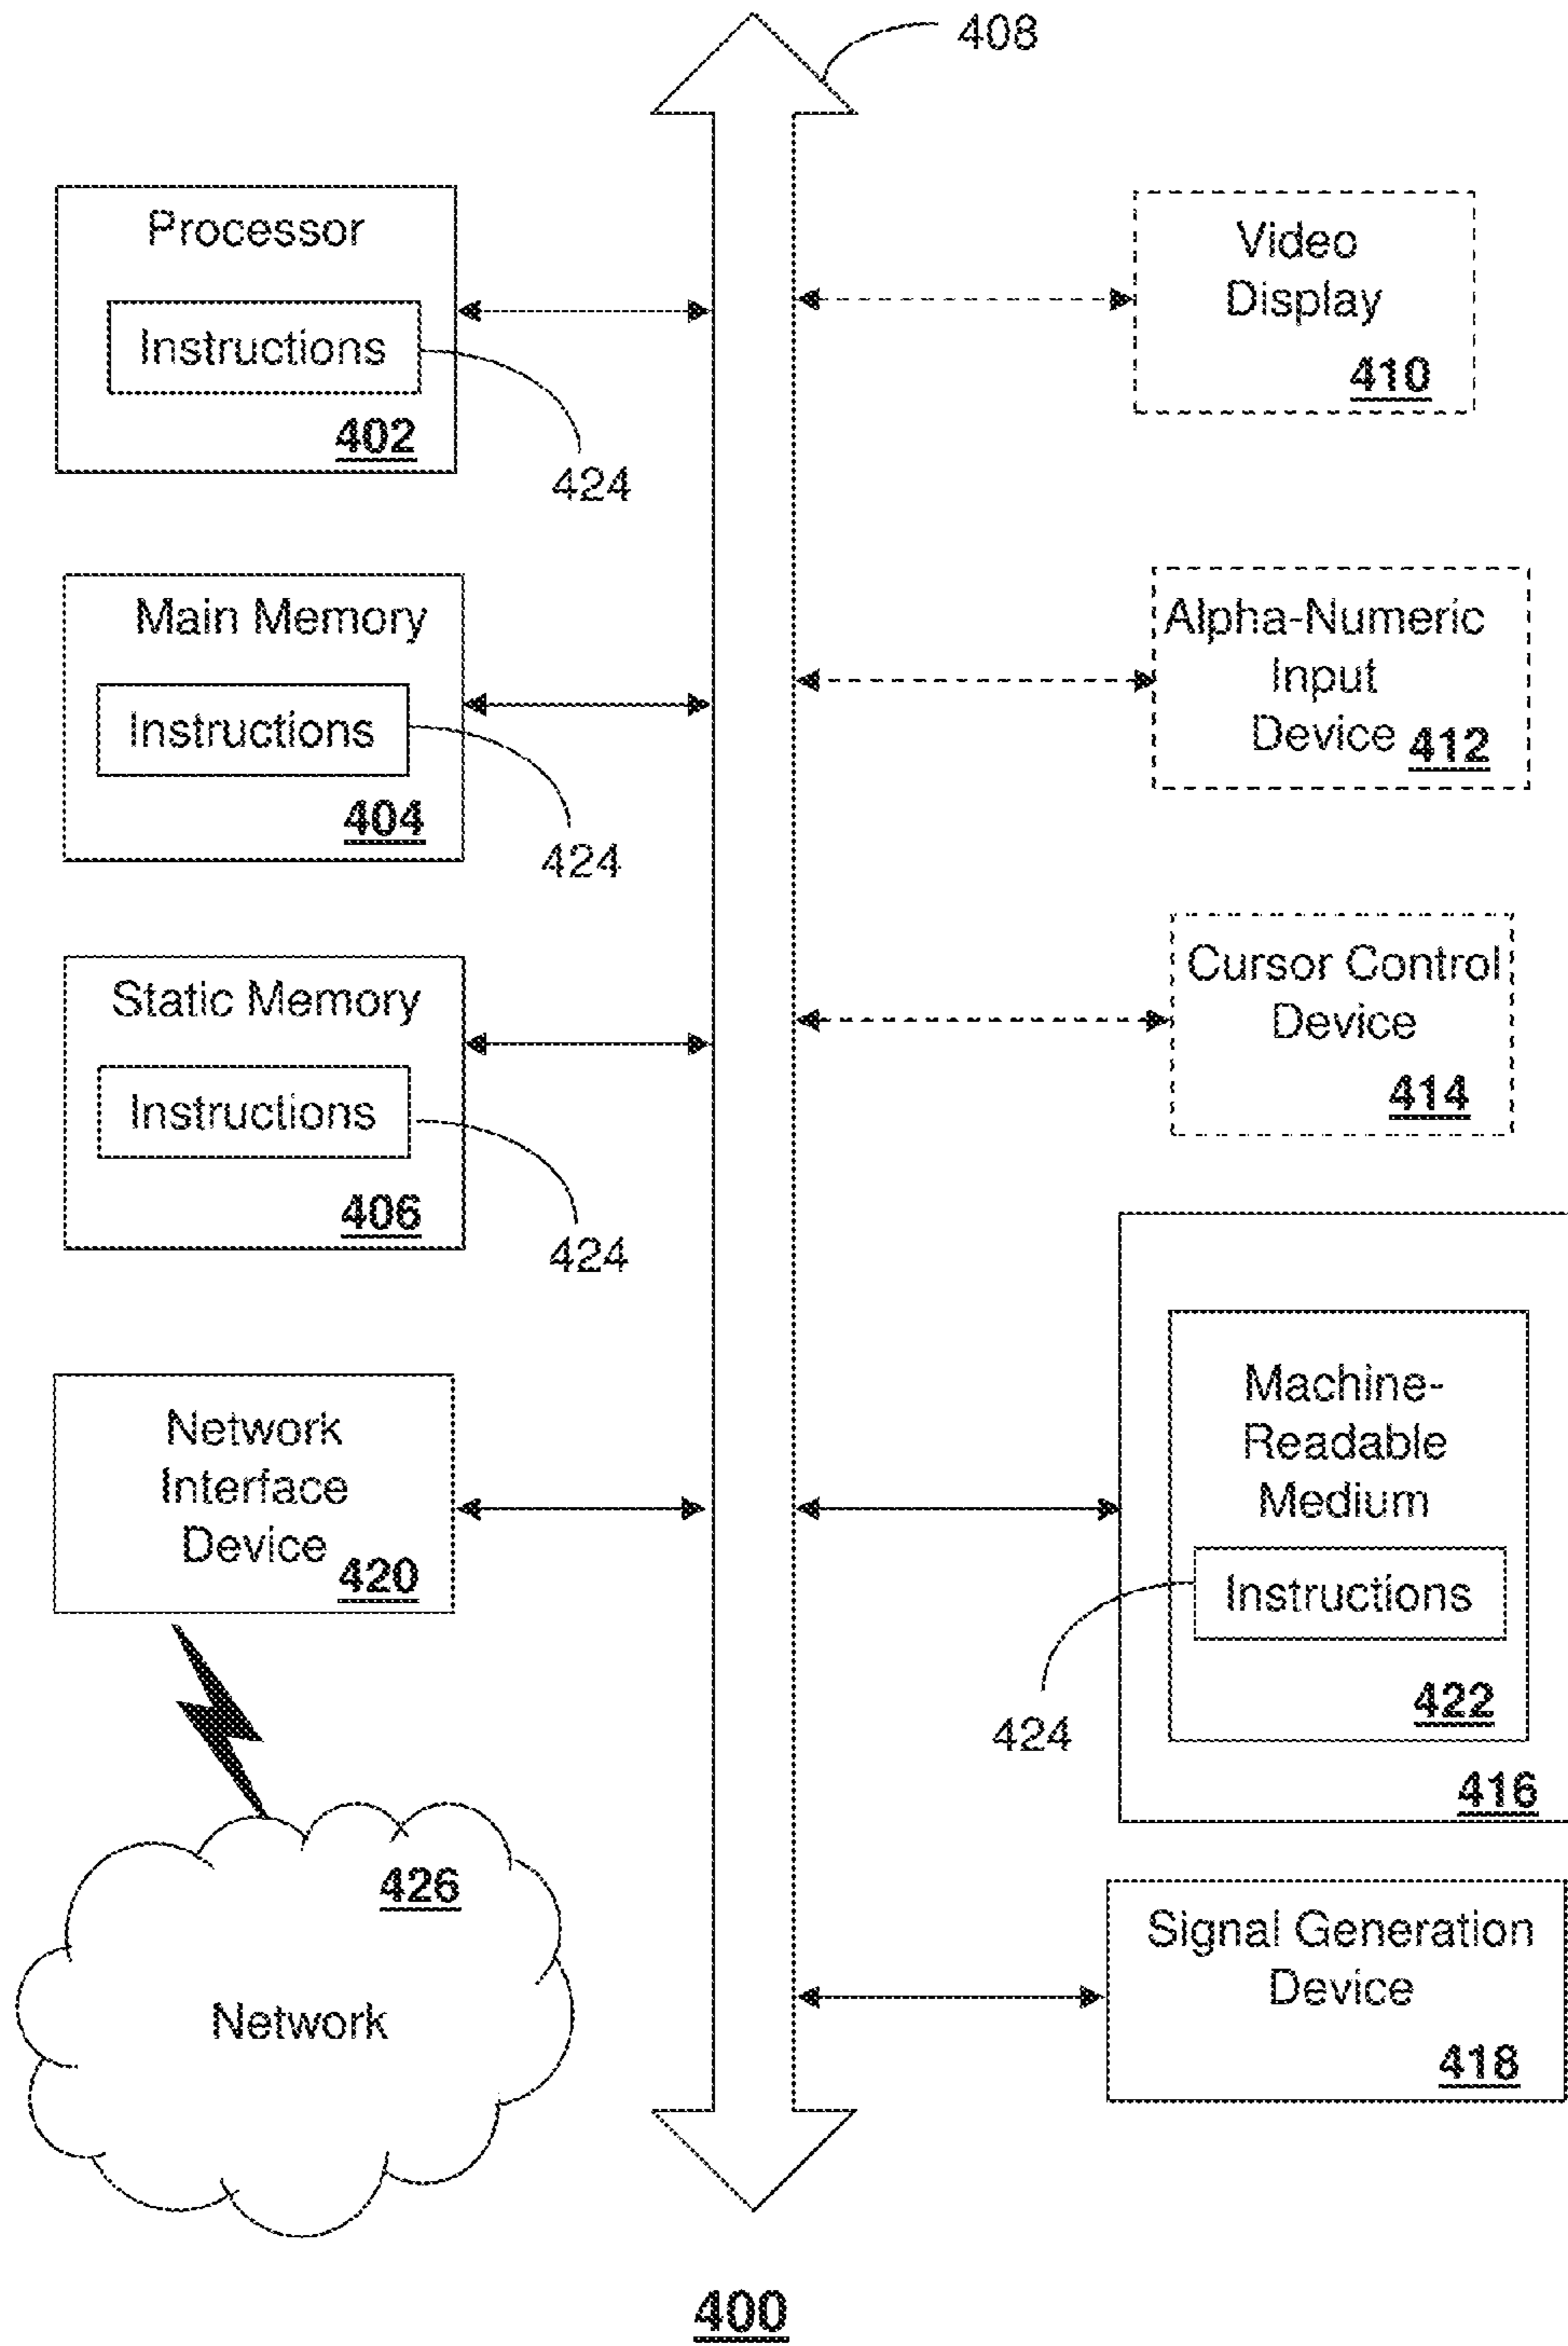 408
Processor
Instructions
402
424
Main Memory
Instructions
404
424
Static Memory
Instructions
406
424
Network
Interface
Device
420
426
Network
Video
Display
410
Alpha-Numeric
Input
Device
412
Cursor Control
Device
414
Machine-
Readable
Medium
Instructions
422
424
416
Signal Generation
Device
418
400